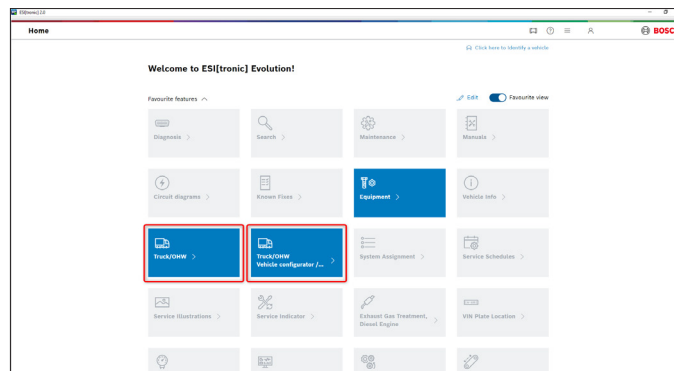 ESI[tronic] 2.0
Home
BOSC
Click here to identify a vehicle
Welcome to ESI[tronic] Evolution!
Favourite features
Edit
Favourite view
Diagnosis >
Search >
Maintenance >
Manuals >
Circuit diagrams >
Known Fixes >
Equipment >
Vehicle Info >
Truck/OHW >
Truck/OHW
Vehicle configurator /... >
System Assignment >
Service Schedules >
Service Illustrations >
Service Indicator >
Exhaust Gas Treatment,
Diesel Engine >
VIN Plate Location >